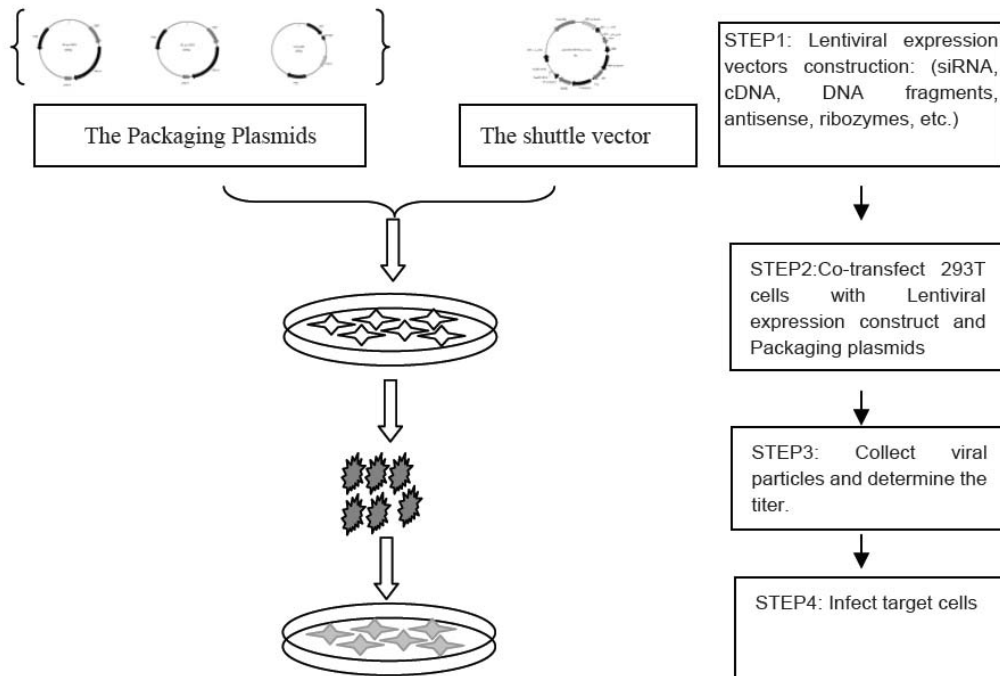 The Packaging Plasmids
The shuttle vector
STEP1: Lentiviral expression
vectors construction: (siRNA,
cDNA, DNA fragments,
antisense, ribozymes, etc.)
STEP2:Co-transfect 293T
cells with Lentiviral
expression construct and
Packaging plasmids
STEP3: Collect viral
particles and determine the
titer.
STEP4: Infect target cells